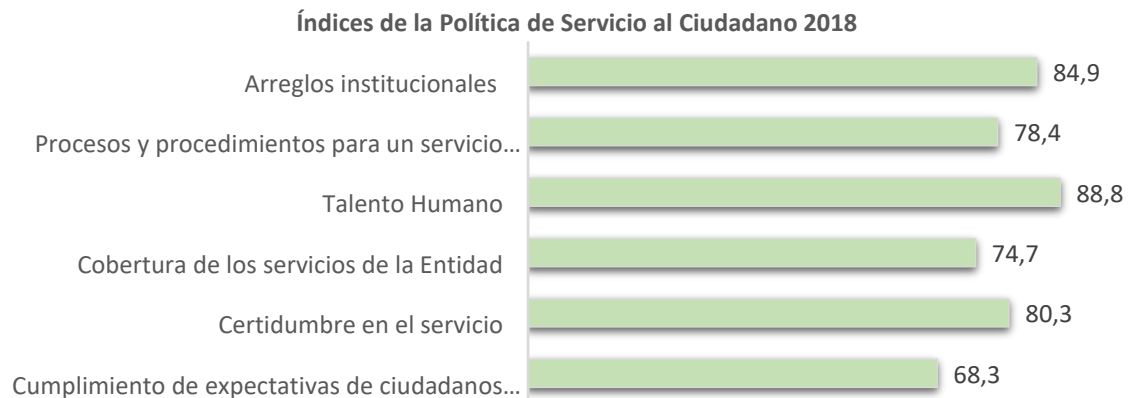 Índices de la Política de Servicio al Ciudadano 2018
Arreglos institucionales 84,9
Procesos y procedimientos para un servicio... 78,4
Talento Humano 88,8
Cobertura de los servicios de la Entidad 74,7
Certidumbre en el servicio 80,3
Cumplimiento de expectativas de ciudadanos... 68,3